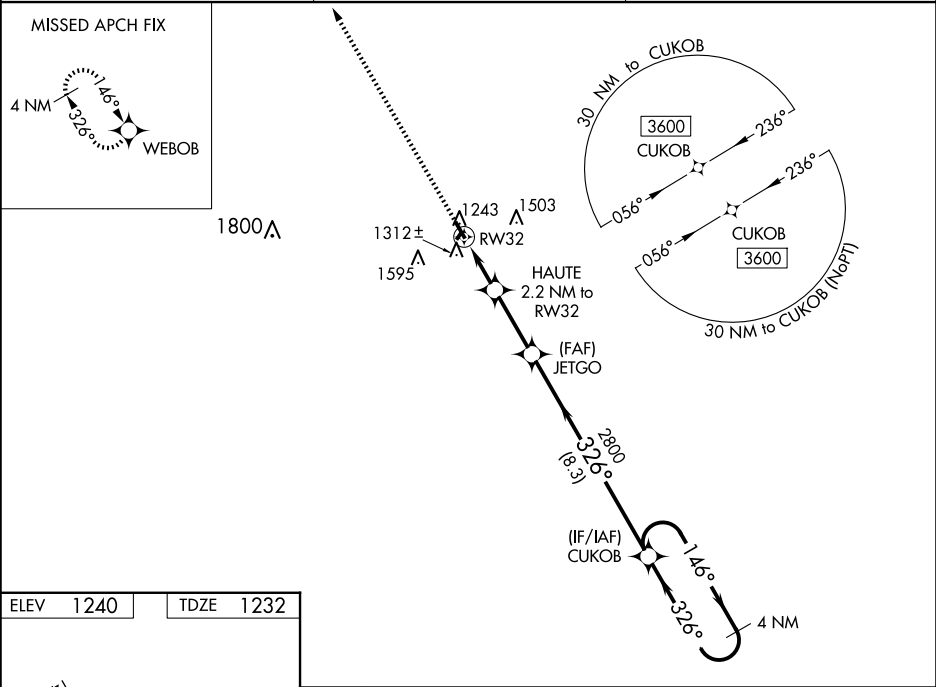 MISSED APCH FIX
4 NM
146°
326°
WEBOB
30 NM to CUKOB
3600
CUKOB
236°
056°
236°
056°
CUKOB
3600
30 NM to CUKOB (NoPT)
1800
1243
1503
1312±
RW32
1595
HAUTE
2.2 NM to
RW32
(FAF)
JETGO
2800
326°
(8.3)
(IF/IAF)
CUKOB
146°
326°
4 NM
ELEV 1240
TDZE 1232